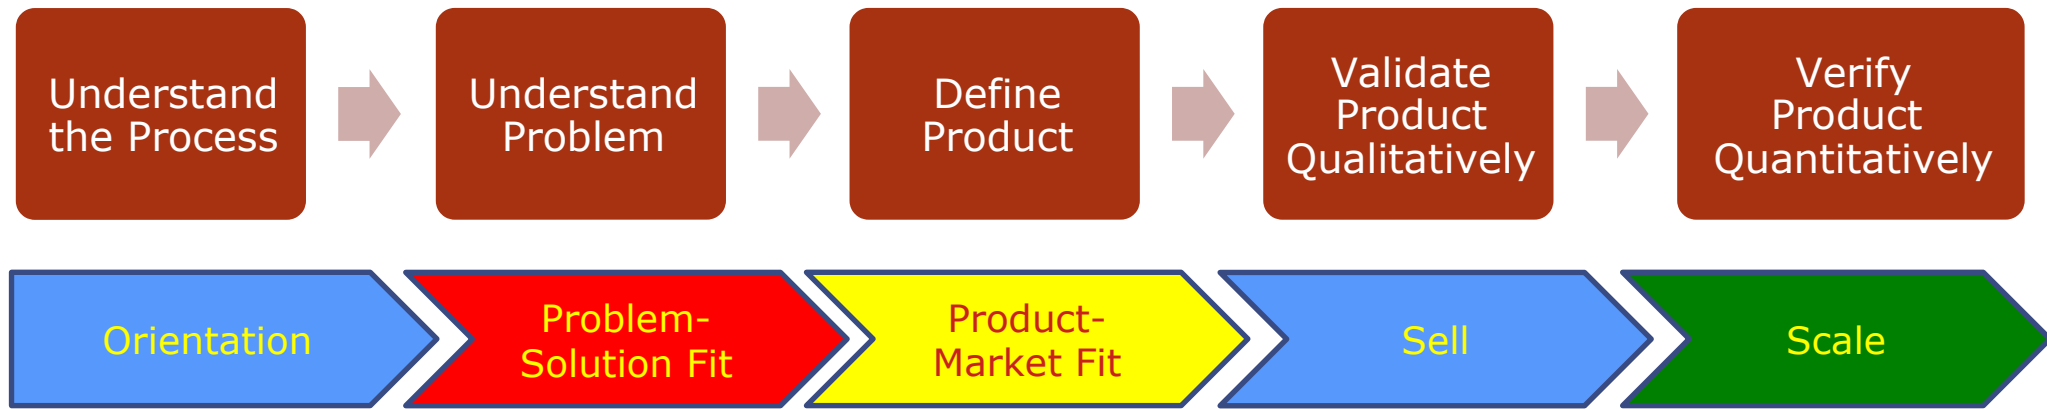 Understand
the Process
Understand
Problem
Define
Product
Validate
Product
Qualitatively
Verify
Product
Quantitatively
Orientation
Problem-
Solution Fit
Product-
Market Fit
Sell
Scale